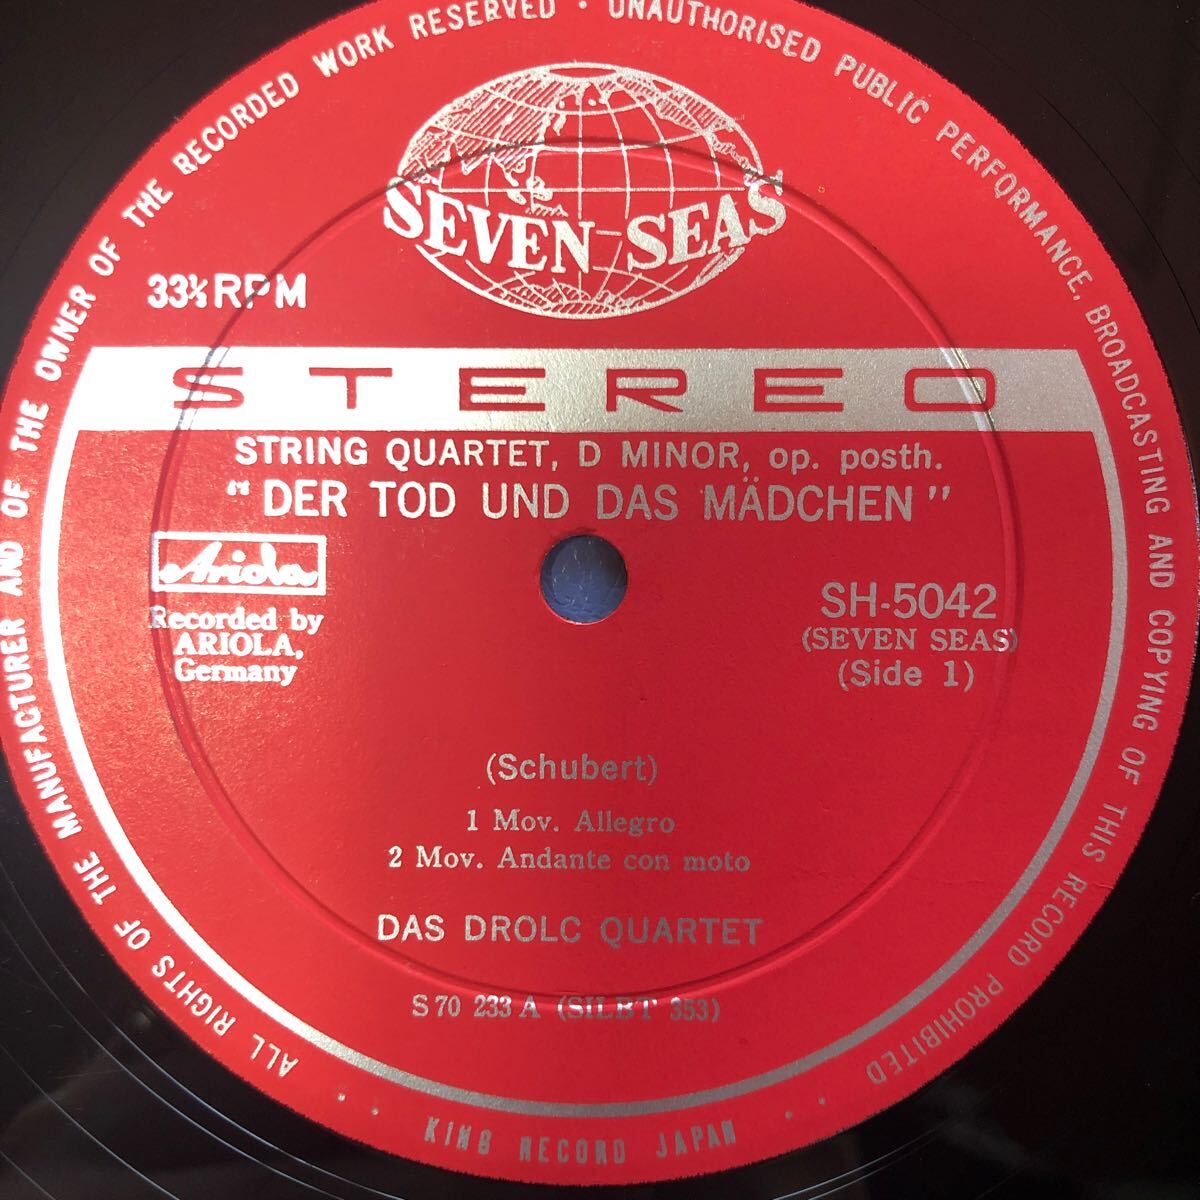 ALL RIGHTS OF THE MANUFACTURER AND OF THE OWNER OF THE RECORDED WORK RESERVED • UNAUTHORISED PUBLIC PERFORMANCE, BROADCASTING AND COPYING OF THIS RECORD PROHIBITED
SEVEN SEAS
33⅓ RPM
STEREO
STRING QUARTET, D MINOR, op. posth.
“DER TOD UND DAS MÄDCHEN”
Ariola
Recorded by
ARIOLA,
Germany
SH-5042
(SEVEN SEAS)
(Side 1)
(Schubert)
1 Mov. Allegro
2 Mov. Andante con moto
DAS DROLC QUARTET
S 70 233 A (SILBT 353)
KING RECORD JAPAN